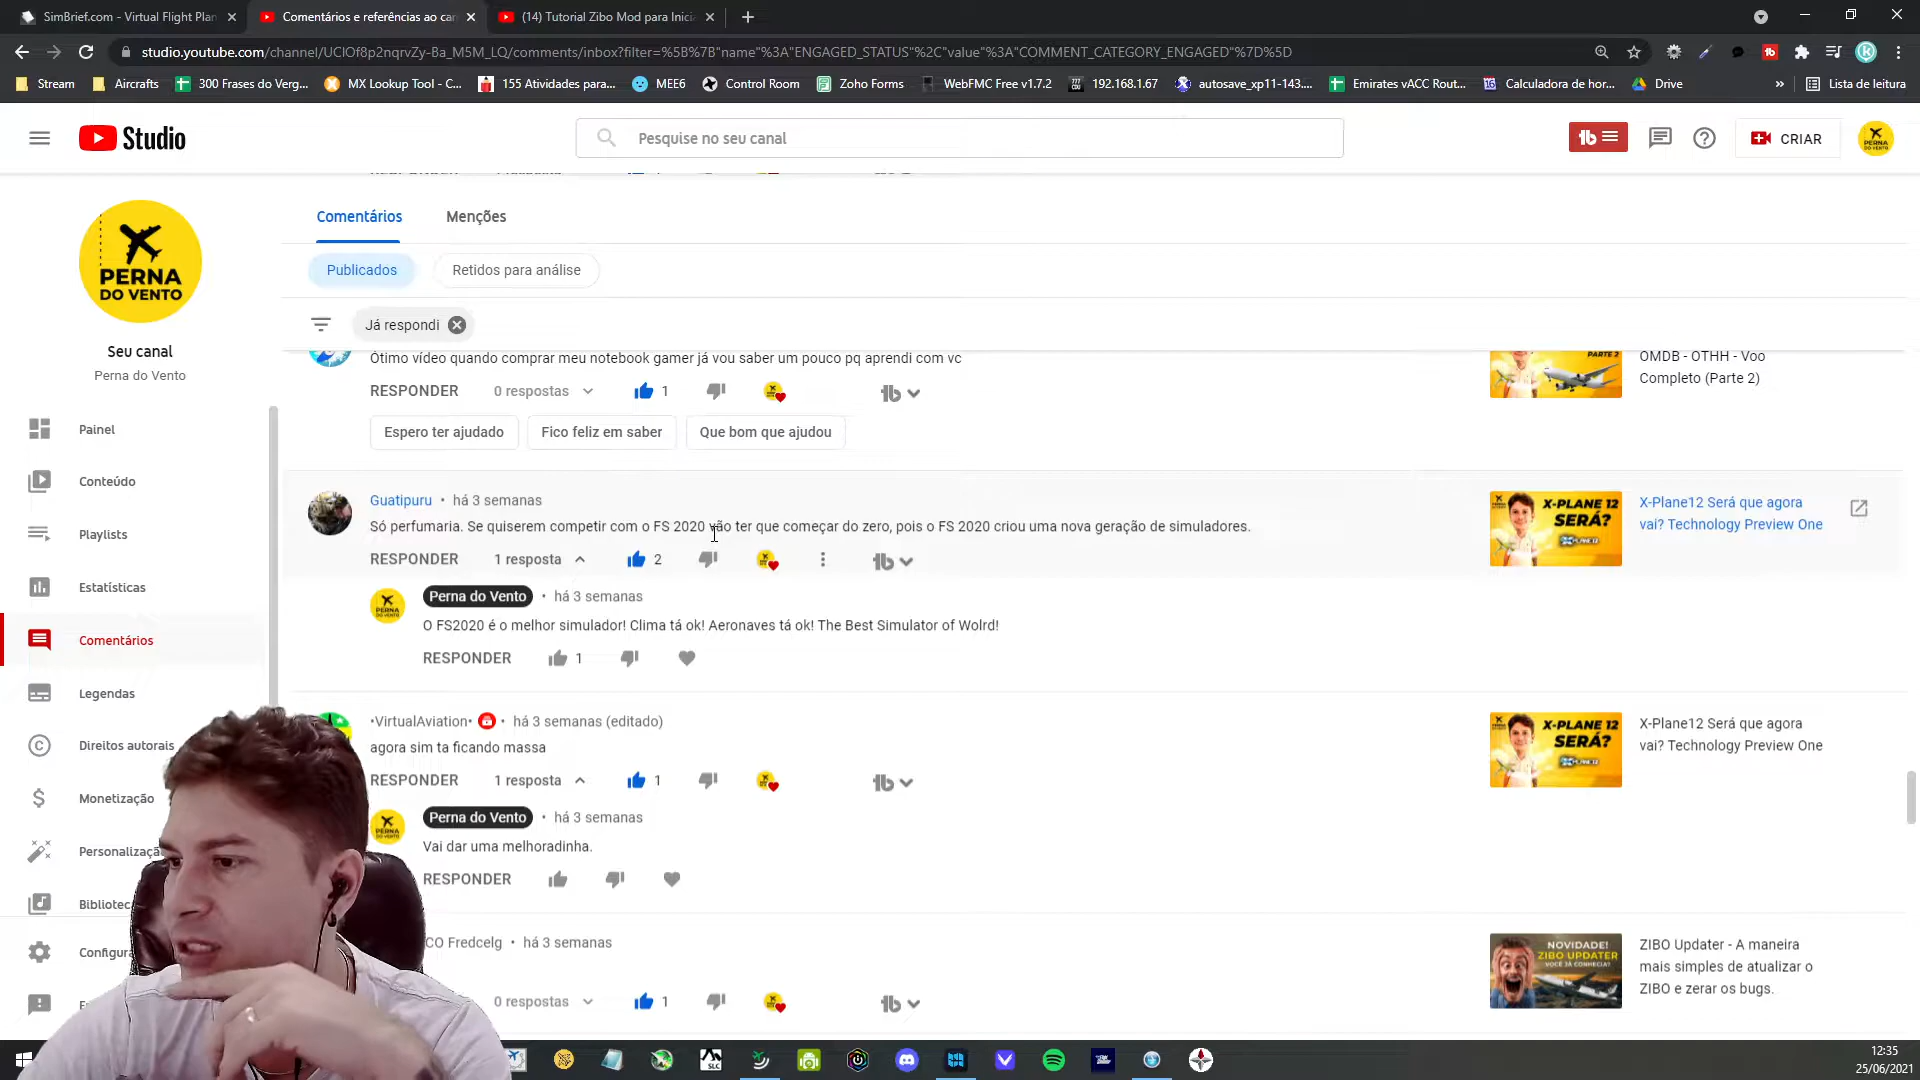 SimBrief.com - Virtual Flight Plan
Comentários e referências ao can
(14) Tutorial Zibo Mod para Inici
studio.youtube.com/channel/UClOf8p2nqrvZy-Ba_M5M_LQ/comments/inbox?filter=%5B%7B"name"%3A"ENGAGED_STATUS"%2C"value"%3A"COMMENT_CATEGORY_ENGAGED"%7D%5D
Stream
Aircrafts
300 Frases do Verg...
MX Lookup Tool - C...
155 Atividades para...
MEE6
Control Room
Zoho Forms
WebFMC Free v1.7.2
192.168.1.67
autosave_xp11-143....
Emirates vACC Rout...
Calculadora de hor...
Drive
»
Lista de leitura
Studio
Pesquise no seu canal
CRIAR
PERNA
DO VENTO
Seu canal
Perna do Vento
Painel
Conteúdo
Playlists
Estatísticas
Comentários
Legendas
Direitos autorais
Monetização
Personalizaçã
Bibliotec
Configura
Comentários
Menções
Publicados
Retidos para análise
Já respondi
Ótimo vídeo quando comprar meu notebook gamer já vou saber um pouco pq aprendi com vc
RESPONDER 0 respostas 1
Espero ter ajudado
Fico feliz em saber
Que bom que ajudou
PARTE 2
OMDB - OTHH - Voo
Completo (Parte 2)
Guatipuru • há 3 semanas
Só perfumaria. Se quiserem competir com o FS 2020 vão ter que começar do zero, pois o FS 2020 criou uma nova geração de simuladores.
RESPONDER 1 resposta 2
X-PLANE 12
SERÁ?
X-Plane12 Será que agora
vai? Technology Preview One
Perna do Vento • há 3 semanas
O FS2020 é o melhor simulador! Clima tá ok! Aeronaves tá ok! The Best Simulator of Wolrd!
RESPONDER 1
•VirtualAviation• • há 3 semanas (editado)
agora sim ta ficando massa
RESPONDER 1 resposta 1
X-PLANE 12
SERÁ?
X-Plane12 Será que agora
vai? Technology Preview One
Perna do Vento • há 3 semanas
Vai dar uma melhoradinha.
RESPONDER
CO Fredcelg • há 3 semanas
0 respostas 1
NOVIDADE!
ZIBO UPDATER
VOCÊ JÁ CONHECIA?
ZIBO Updater - A maneira
mais simples de atualizar o
ZIBO e zerar os bugs.
SLC
12:35
25/06/2021